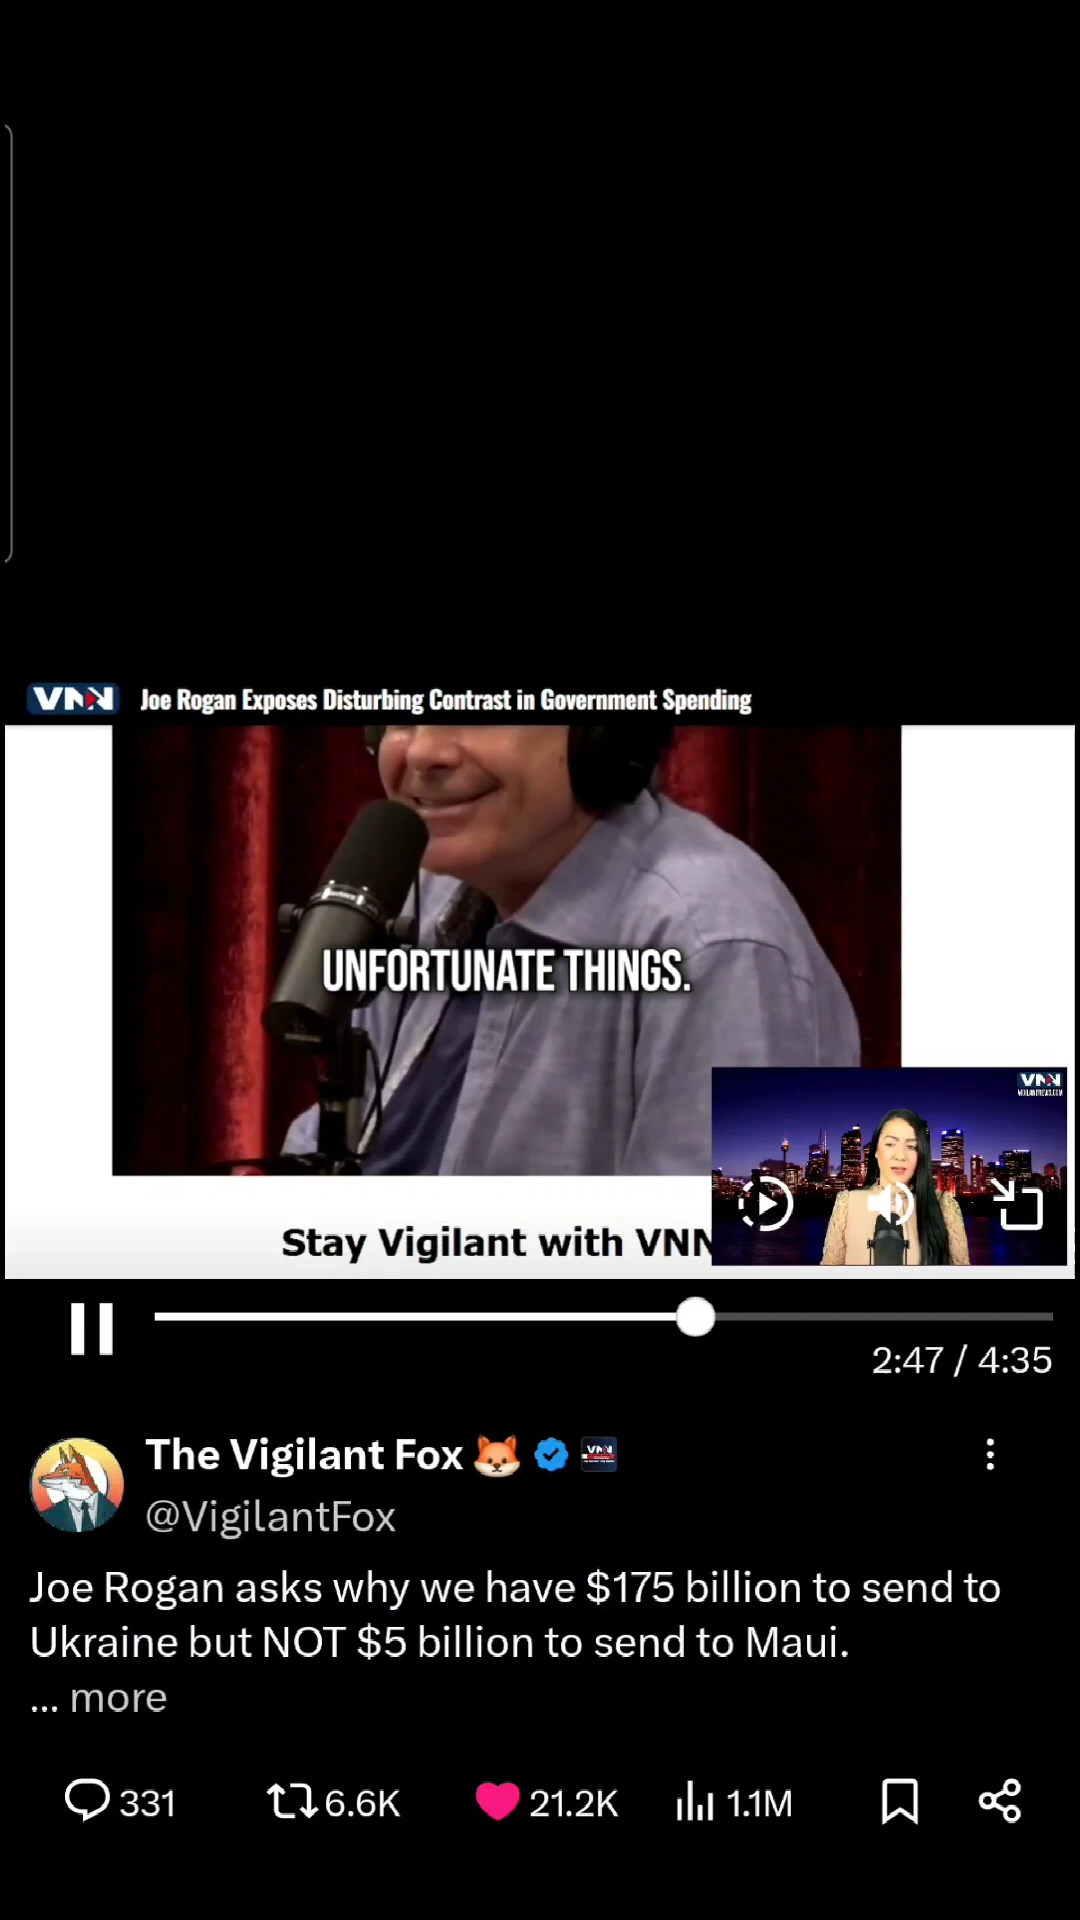 VNN Joe Rogan Exposes Disturbing Contrast in Government Spending
UNFORTUNATE THINGS.
VNN
VIGILANTNEWS.COM
Stay Vigilant with VNN
2:47 / 4:35
The Vigilant Fox 🦊 VNN
@VigilantFox
Joe Rogan asks why we have $175 billion to send to
Ukraine but NOT $5 billion to send to Maui.
... more
331 6.6K 21.2K 1.1M